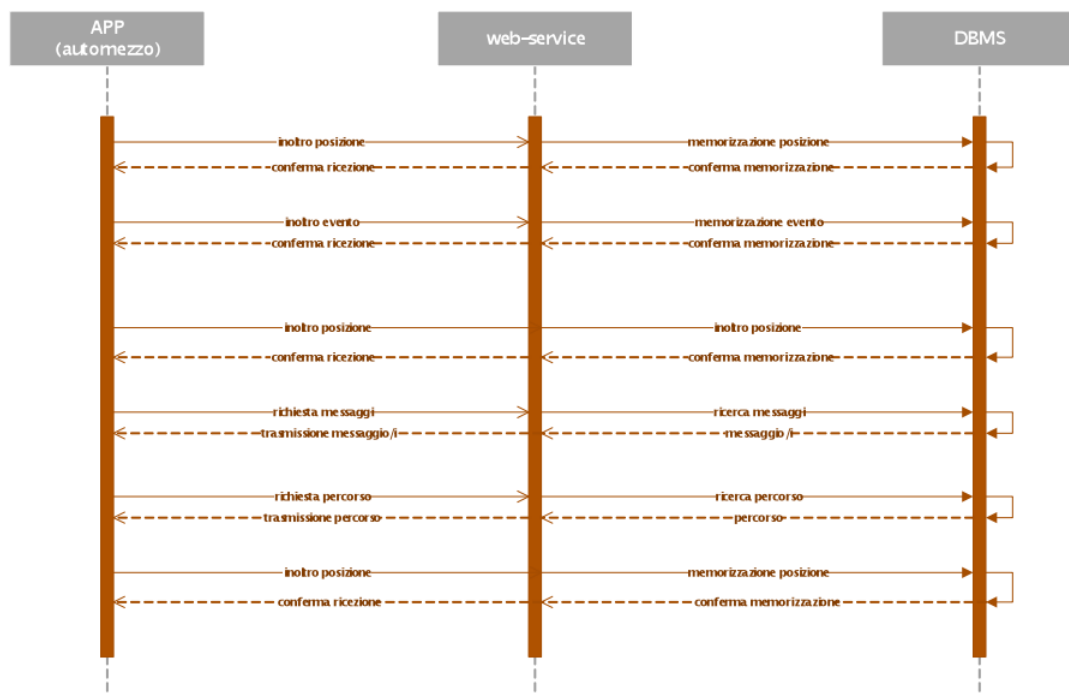 APP
(automezzo)
web-service
DBMS
inoltro posizione
memorizzazione posizione
conferma ricezione
conferma memorizzazione
inoltro evento
memorizzazione evento
conferma ricezione
conferma memorizzazione
inoltro posizione
inoltro posizione
conferma ricezione
conferma memorizzazione
richiesta messaggi
ricerca messaggi
trasmissione messaggio/i
messaggio/i
richiesta percorso
ricerca percorso
trasmissione percorso
percorso
inoltro posizione
memorizzazione posizione
conferma ricezione
conferma memorizzazione